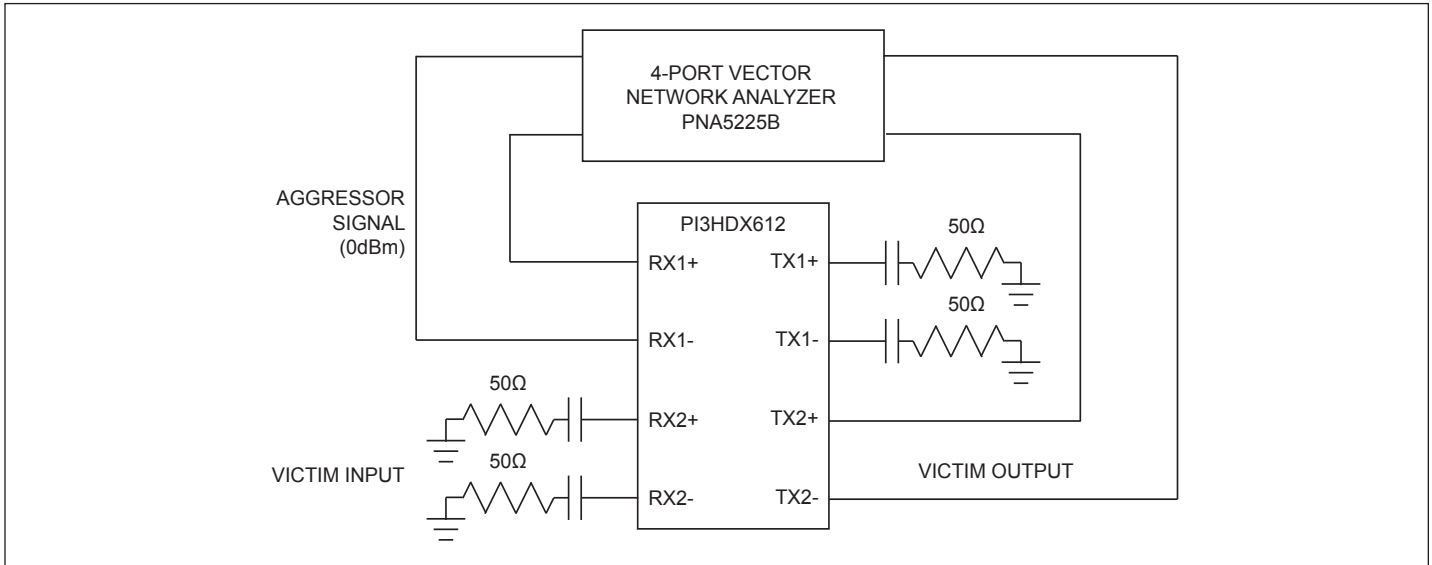 4-PORT VECTOR
NETWORK ANALYZER
PNA5225B
AGGRESSOR
SIGNAL
(0dBm)
PI3HDX612
RX1+
TX1+
50Ω
RX1-
TX1-
50Ω
50Ω
RX2+
TX2+
VICTIM INPUT
50Ω
RX2-
TX2-
VICTIM OUTPUT